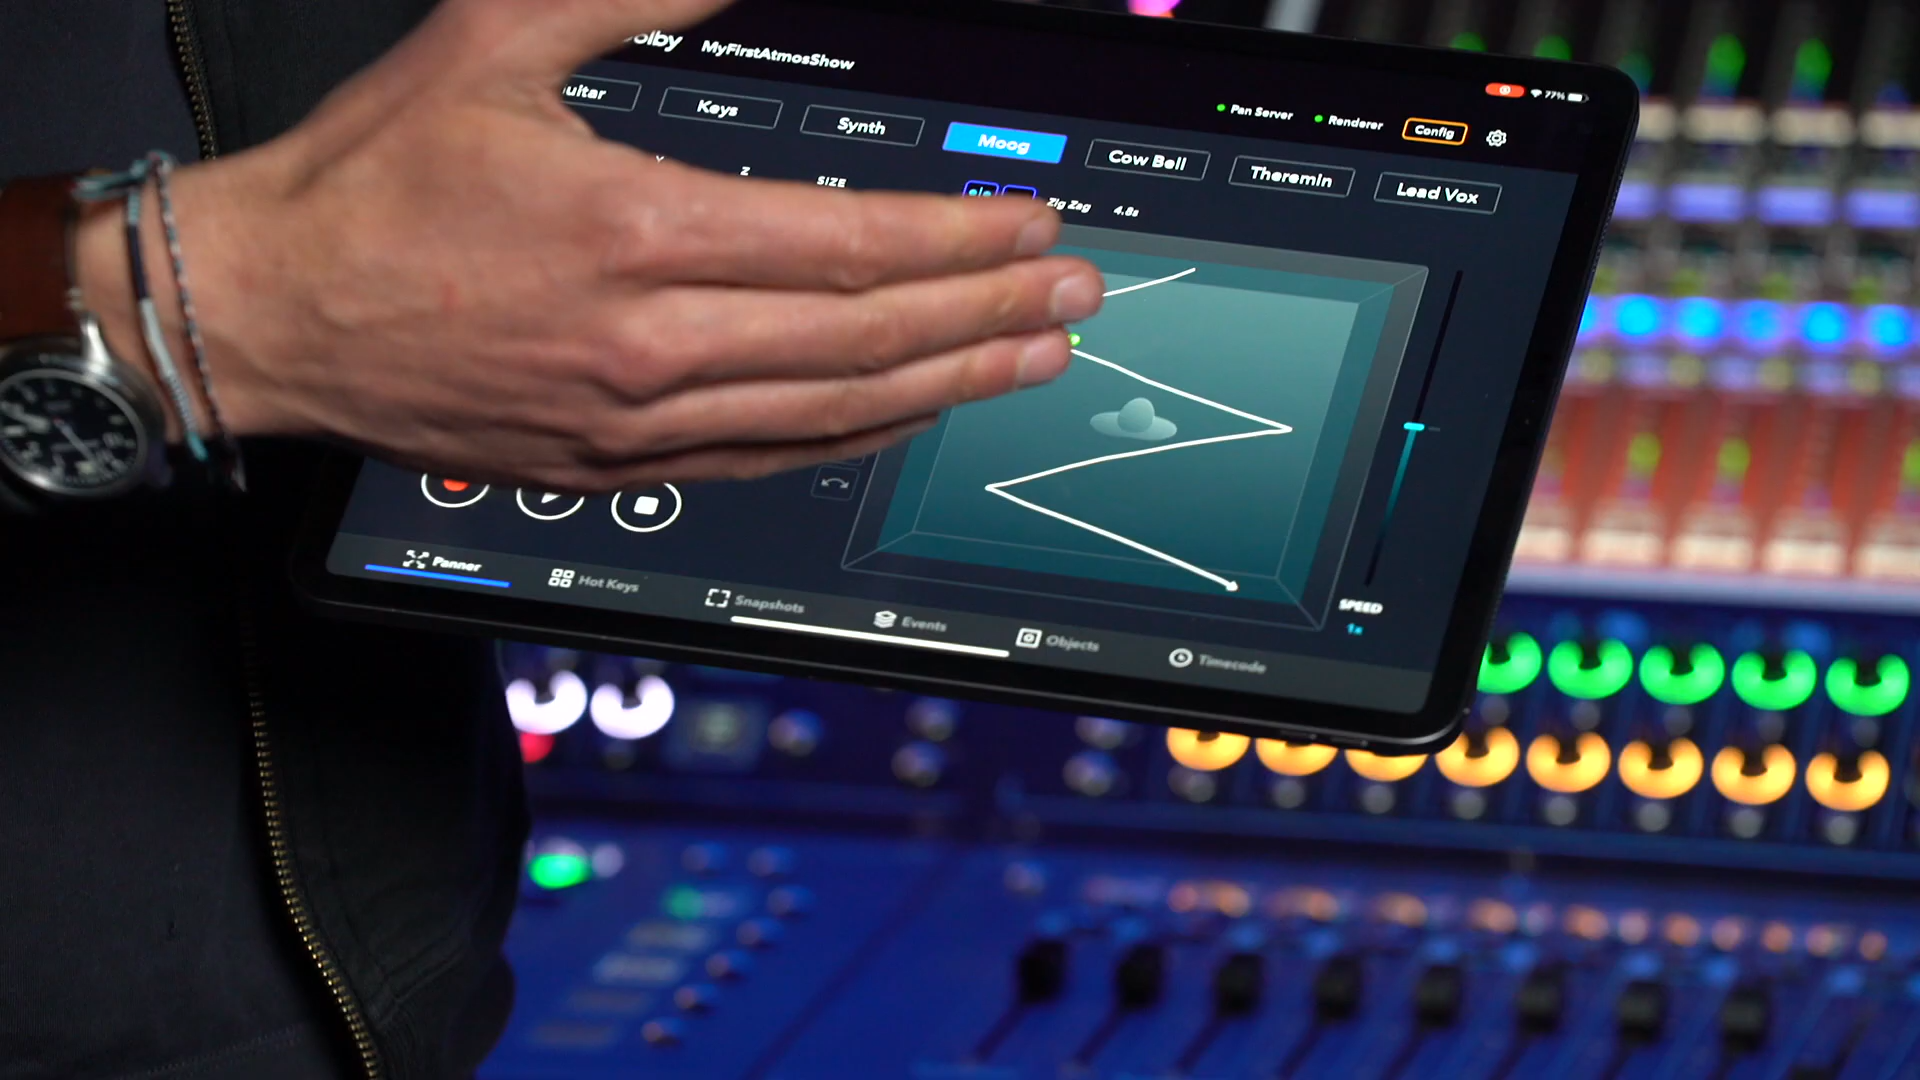 olby MyFirstAtmosShow
77%
Pan Server Renderer Config
uitar Keys Synth Moog Cow Bell Theremin Lead Vox
Y Z SIZE
Zig Zag 4.8s
SPEED
1x
Panner Hot Keys Snapshots Events Objects Timecode